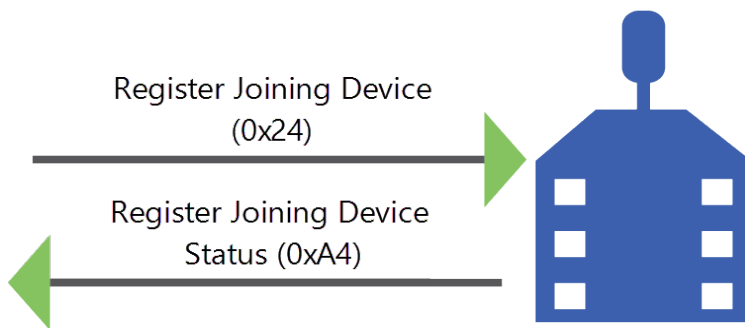 Register Joining Device
(0x24)
Register Joining Device
Status (0xA4)